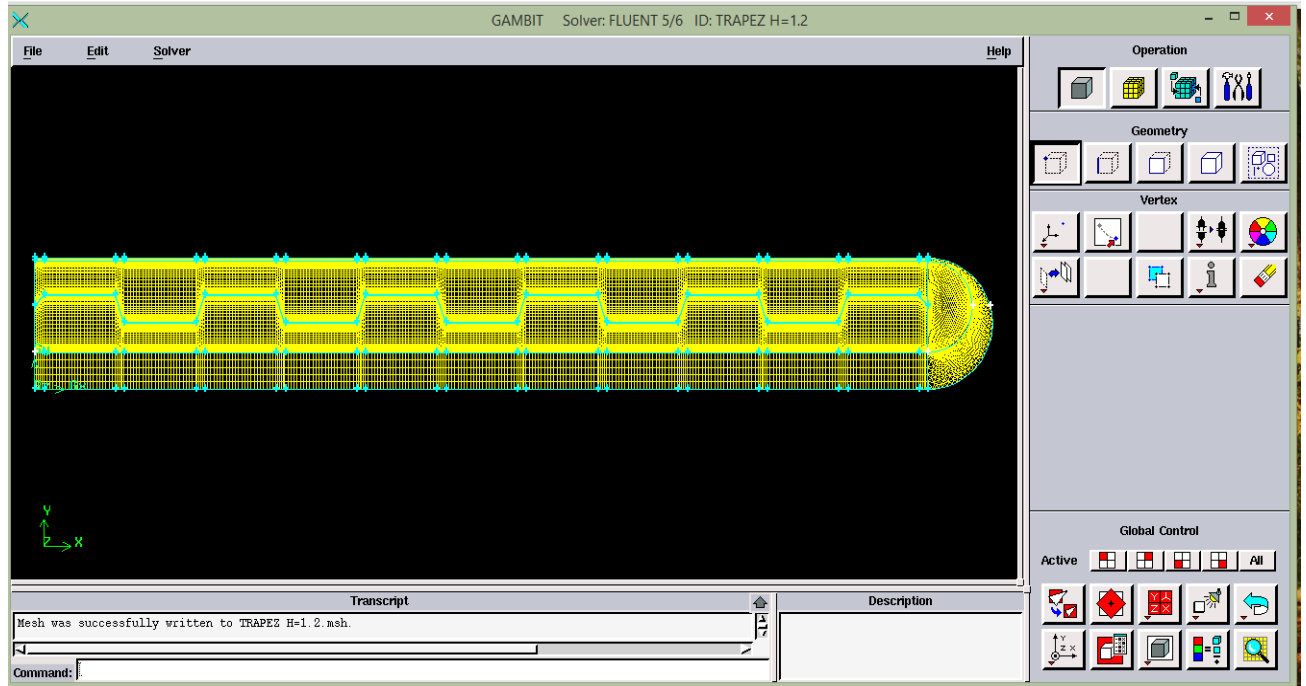 GAMBIT Solver: FLUENT 5/6 ID: TRAPEZ H=1.2
File Edit Solver Help
Operation
Geometry
Vertex
Y
Z X
Global Control
Active All
Transcript
Description
Mesh was successfully written to TRAPEZ H=1.2.msh.
Command: